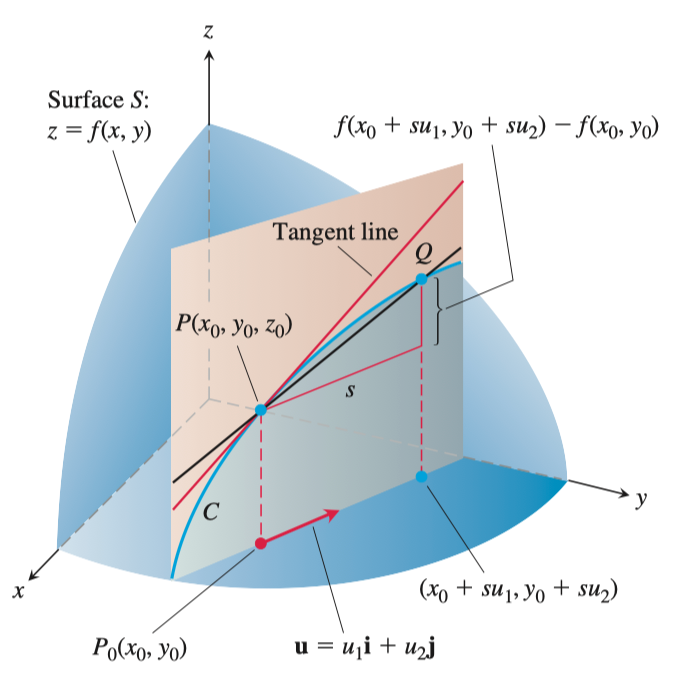 z
Surface S:
z = f(x, y)
f(x₀ + su₁, y₀ + su₂) − f(x₀, y₀)
Tangent line
Q
P(x₀, y₀, z₀)
s
C
y
x
(x₀ + su₁, y₀ + su₂)
P₀(x₀, y₀)
u = u₁i + u₂j